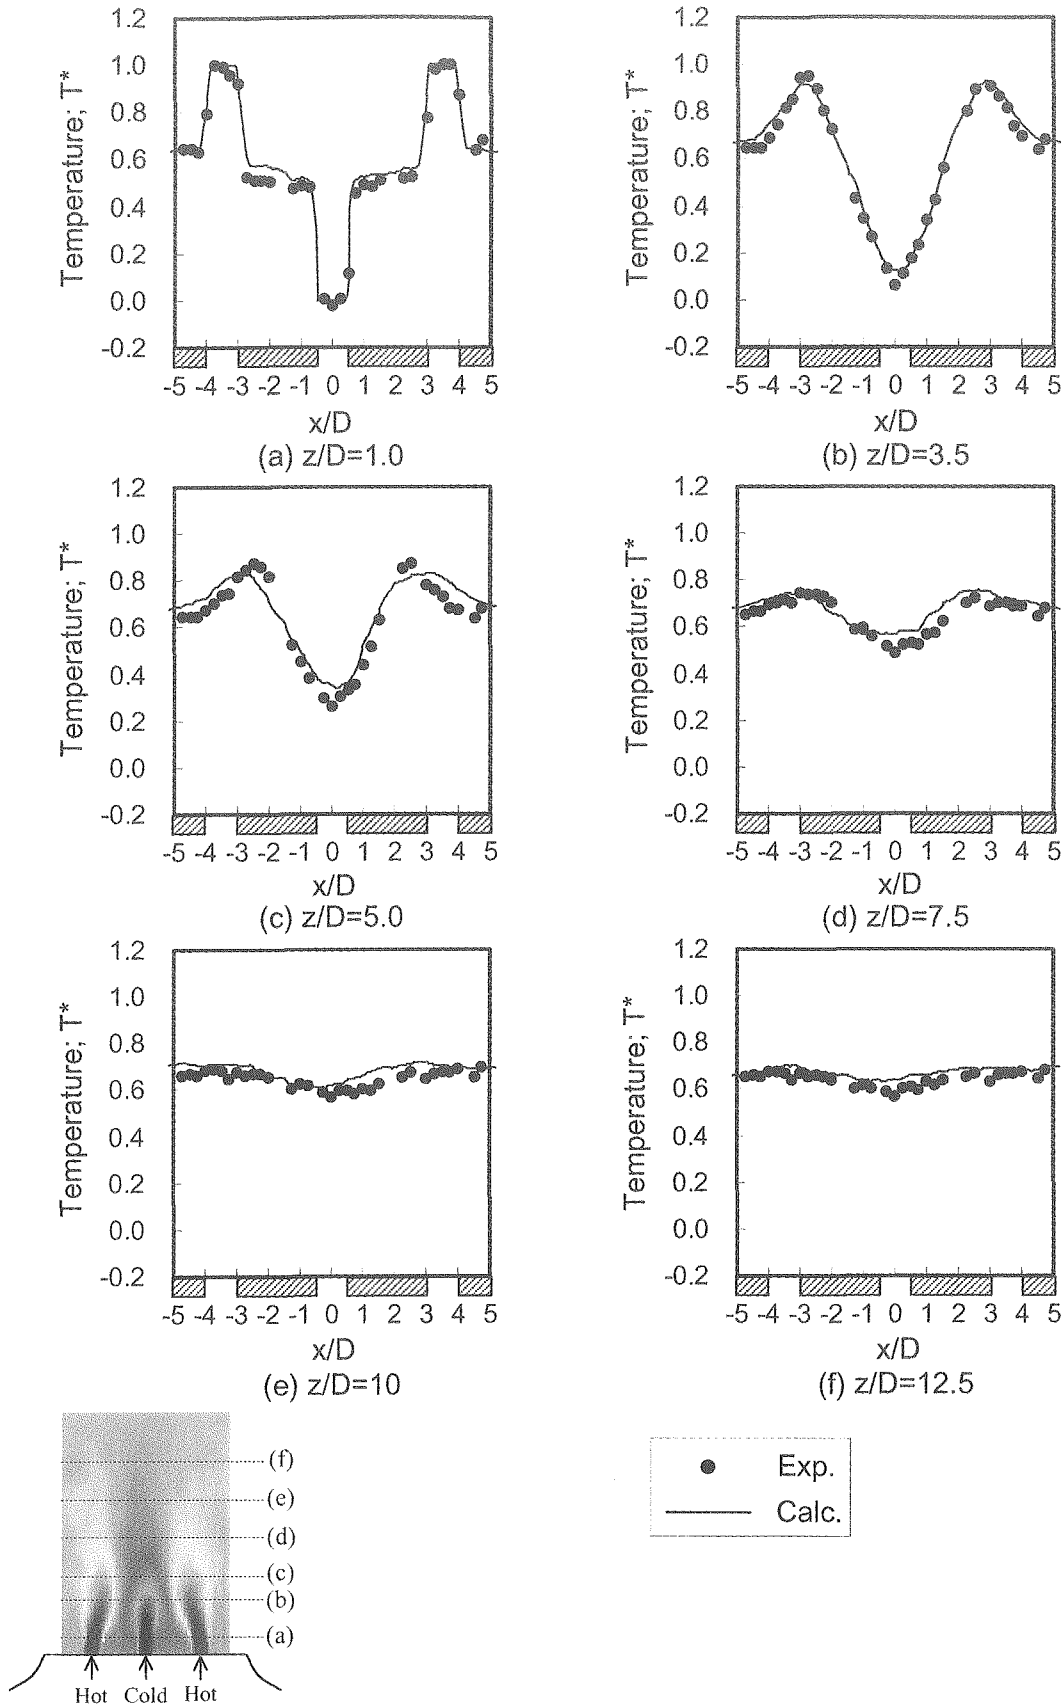 1.2
1.0
0.8
0.6
0.4
0.2
0.0
-0.2
Temperature; T*
-5 -4 -3 -2 -1 0 1 2 3 4 5
x/D
(a) z/D=1.0
1.2
1.0
0.8
0.6
0.4
0.2
0.0
-0.2
Temperature; T*
-5 -4 -3 -2 -1 0 1 2 3 4 5
x/D
(b) z/D=3.5
1.2
1.0
0.8
0.6
0.4
0.2
0.0
-0.2
Temperature; T*
-5 -4 -3 -2 -1 0 1 2 3 4 5
x/D
(c) z/D=5.0
1.2
1.0
0.8
0.6
0.4
0.2
0.0
-0.2
Temperature; T*
-5 -4 -3 -2 -1 0 1 2 3 4 5
x/D
(d) z/D=7.5
1.2
1.0
0.8
0.6
0.4
0.2
0.0
-0.2
Temperature; T*
-5 -4 -3 -2 -1 0 1 2 3 4 5
x/D
(e) z/D=10
1.2
1.0
0.8
0.6
0.4
0.2
0.0
-0.2
Temperature; T*
-5 -4 -3 -2 -1 0 1 2 3 4 5
x/D
(f) z/D=12.5
(f)
(e)
(d)
(c)
(b)
(a)
Hot Cold Hot
Exp.
Calc.